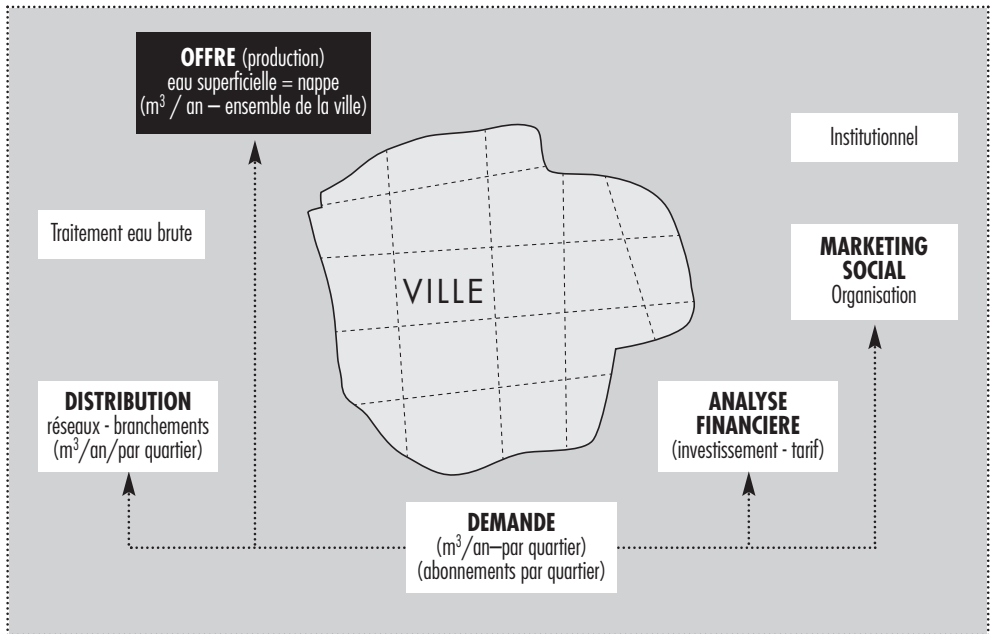 OFFRE (production)
eau superficielle = nappe
(m³ / an – ensemble de la ville)
Institutionnel
Traitement eau brute
MARKETING
SOCIAL
Organisation
VILLE
DISTRIBUTION
réseaux - branchements
(m³/an/par quartier)
ANALYSE
FINANCIERE
(investissement - tarif)
DEMANDE
(m³/an–par quartier)
(abonnements par quartier)